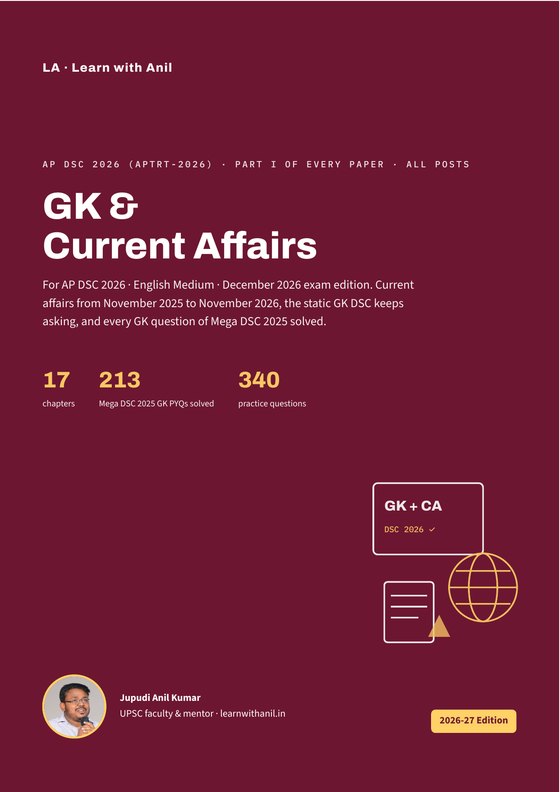 LA · Learn with Anil
AP DSC 2026 (APTRT-2026) · PART I OF EVERY PAPER · ALL POSTS
GK &
Current Affairs
For AP DSC 2026 · English Medium · December 2026 exam edition. Current
affairs from November 2025 to November 2026, the static GK DSC keeps
asking, and every GK question of Mega DSC 2025 solved.
17
chapters
213
Mega DSC 2025 GK PYQs solved
340
practice questions
GK + CA
DSC 2026 ✓
Jupudi Anil Kumar
UPSC faculty & mentor · learnwithanil.in
2026-27 Edition